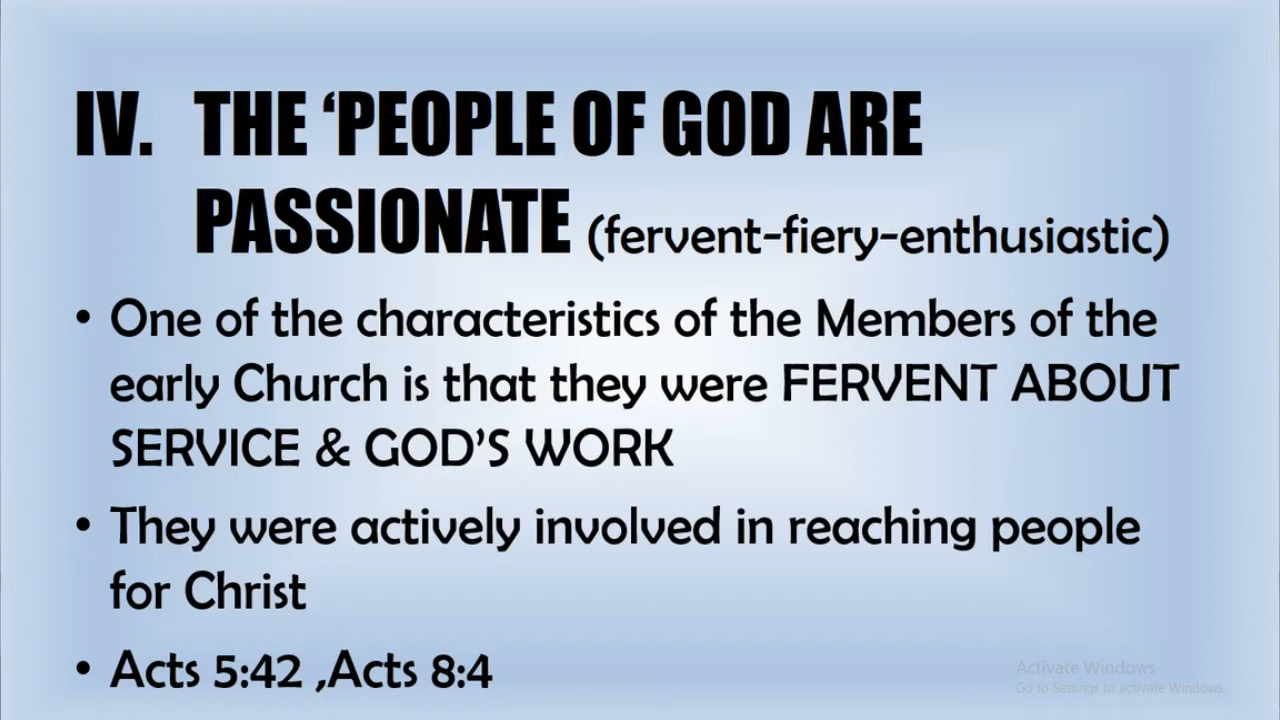 IV. THE ‘PEOPLE OF GOD ARE
PASSIONATE (fervent-fiery-enthusiastic)
• One of the characteristics of the Members of the
early Church is that they were FERVENT ABOUT
SERVICE & GOD’S WORK
• They were actively involved in reaching people
for Christ
• Acts 5:42 ,Acts 8:4
Activate Windows
Go to Settings to activate Windows.